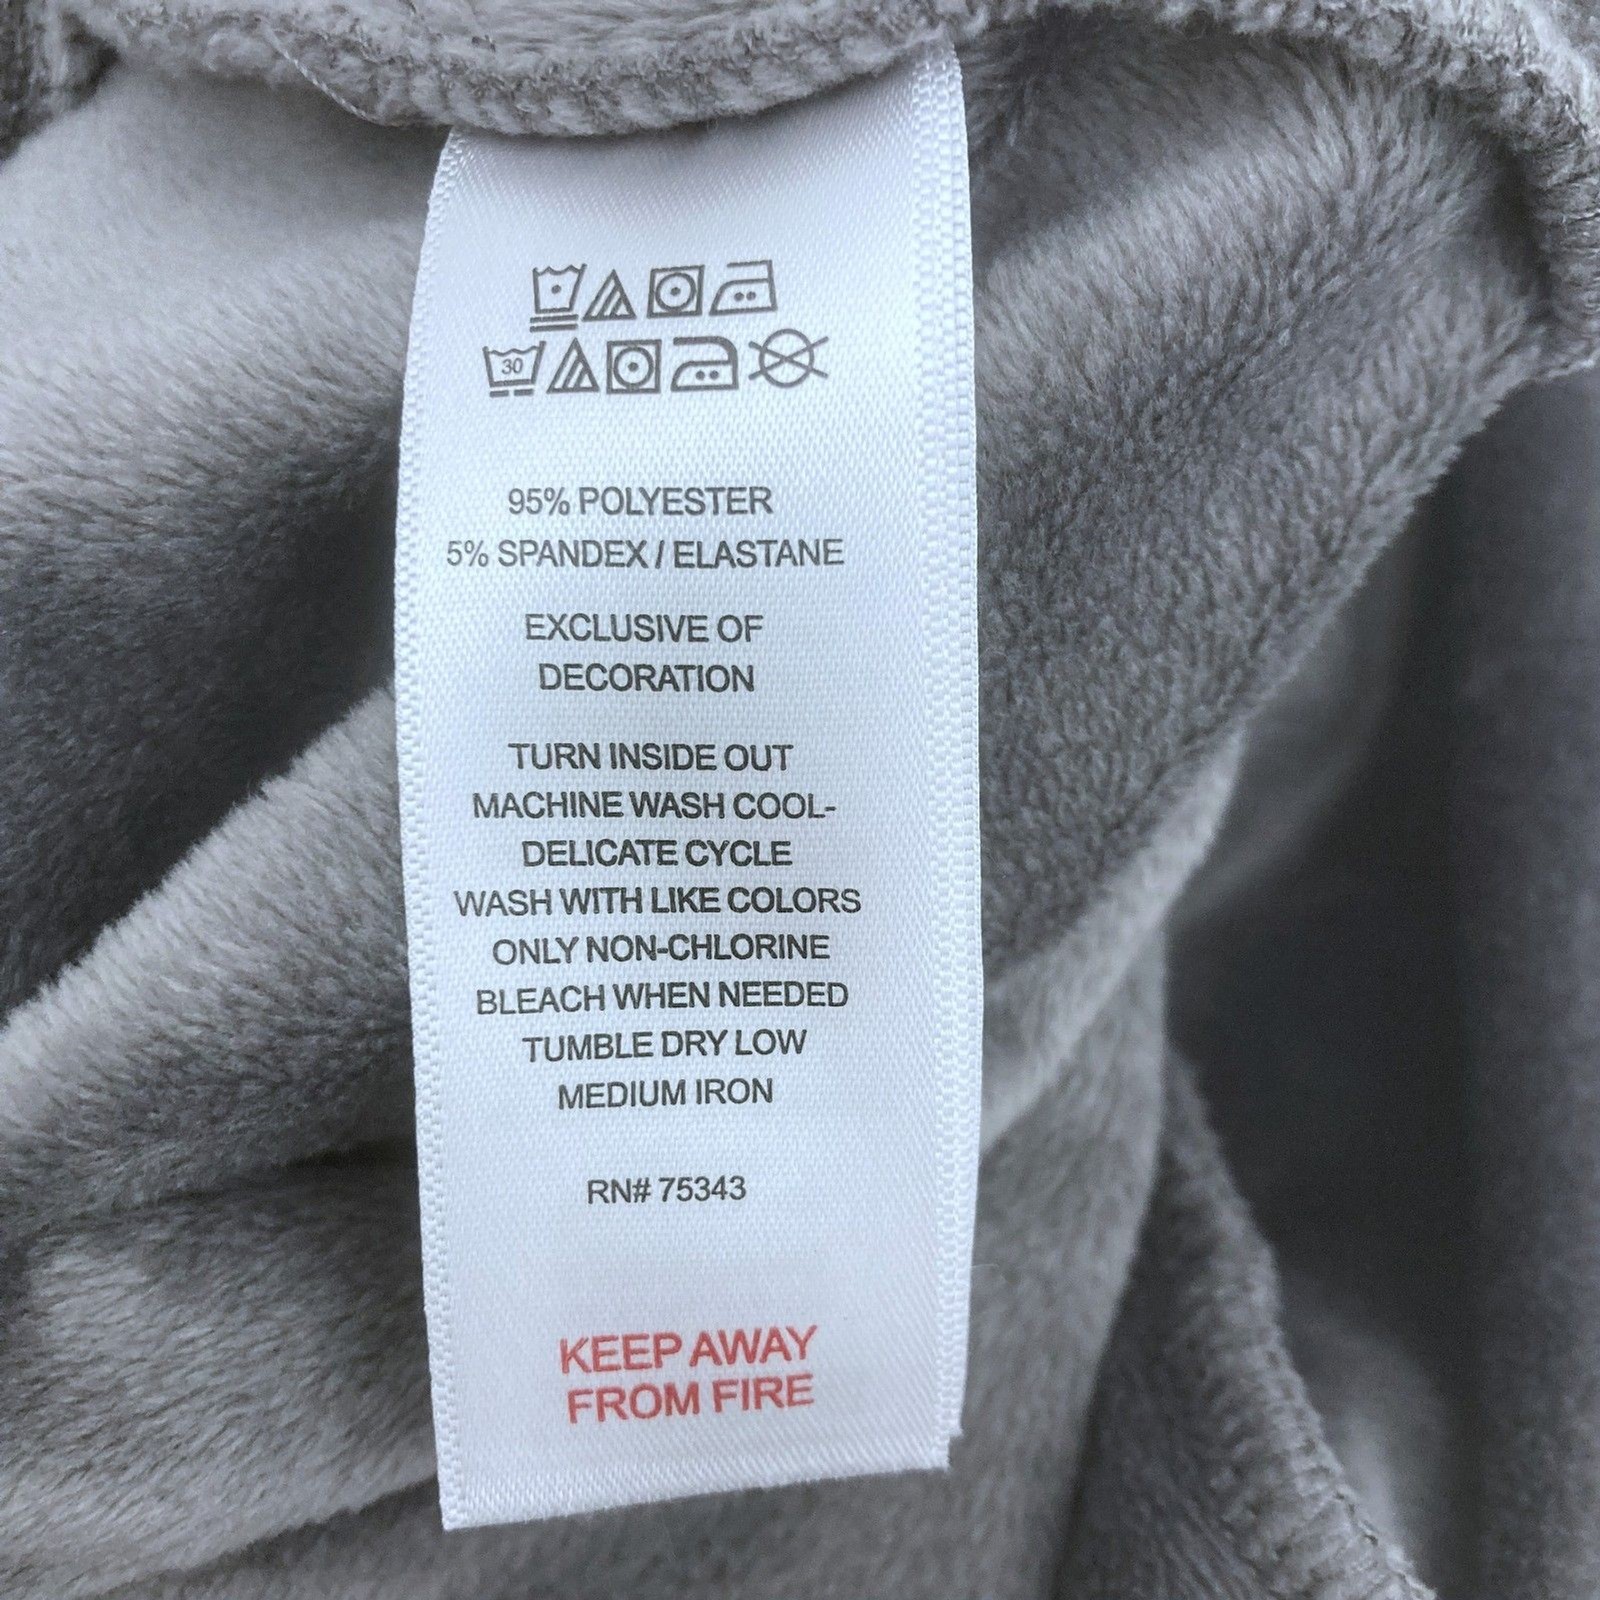 30
95% POLYESTER
5% SPANDEX / ELASTANE
EXCLUSIVE OF
DECORATION
TURN INSIDE OUT
MACHINE WASH COOL-
DELICATE CYCLE
WASH WITH LIKE COLORS
ONLY NON-CHLORINE
BLEACH WHEN NEEDED
TUMBLE DRY LOW
MEDIUM IRON
RN# 75343
KEEP AWAY
FROM FIRE